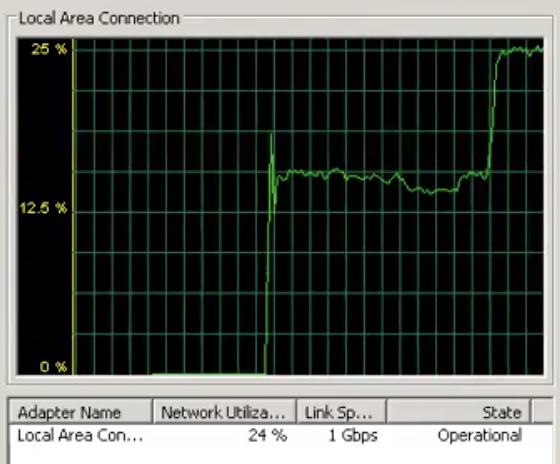 Local Area Connection
25 %
12.5 %
0 %
Adapter Name Network Utiliza... Link Sp... State
Local Area Con... 24 % 1 Gbps Operational